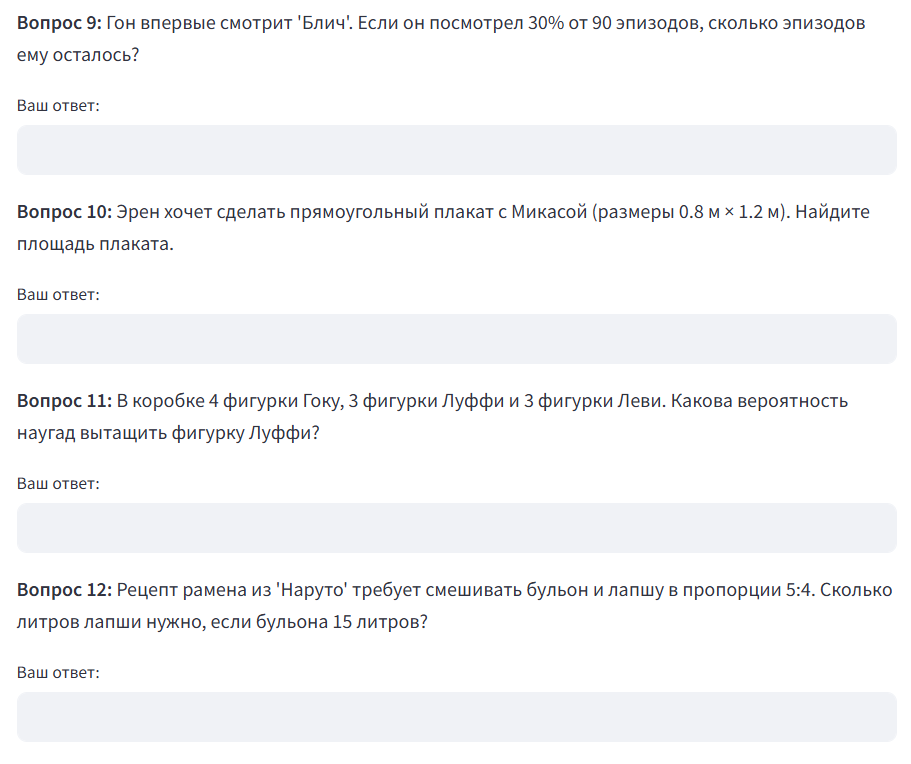 Вопрос 9: Гон впервые смотрит 'Блич'. Если он посмотрел 30% от 90 эпизодов, сколько эпизодов
ему осталось?
Ваш ответ:
Вопрос 10: Эрен хочет сделать прямоугольный плакат с Микасой (размеры 0.8 м × 1.2 м). Найдите
площадь плаката.
Ваш ответ:
Вопрос 11: В коробке 4 фигурки Гоку, 3 фигурки Луффи и 3 фигурки Леви. Какова вероятность
наугад вытащить фигурку Луффи?
Ваш ответ:
Вопрос 12: Рецепт рамена из 'Наруто' требует смешивать бульон и лапшу в пропорции 5:4. Сколько
литров лапши нужно, если бульона 15 литров?
Ваш ответ: